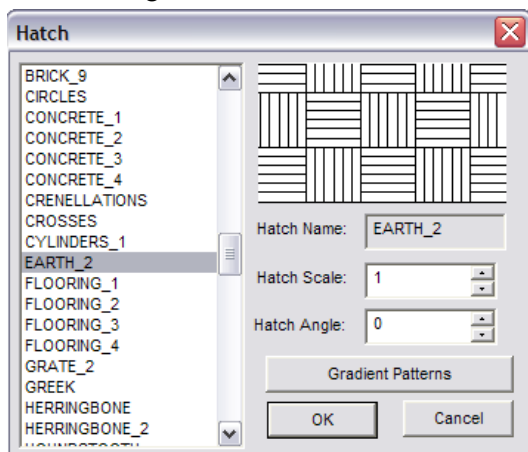 Hatch
BRICK_9
CIRCLES
CONCRETE_1
CONCRETE_2
CONCRETE_3
CONCRETE_4
CRENELLATIONS
CROSSES
CYLINDERS_1
EARTH_2
FLOORING_1
FLOORING_2
FLOORING_3
FLOORING_4
GRATE_2
GREEK
HERRINGBONE
HERRINGBONE_2
Hatch Name: EARTH_2
Hatch Scale: 1
Hatch Angle: 0
Gradient Patterns
OK Cancel